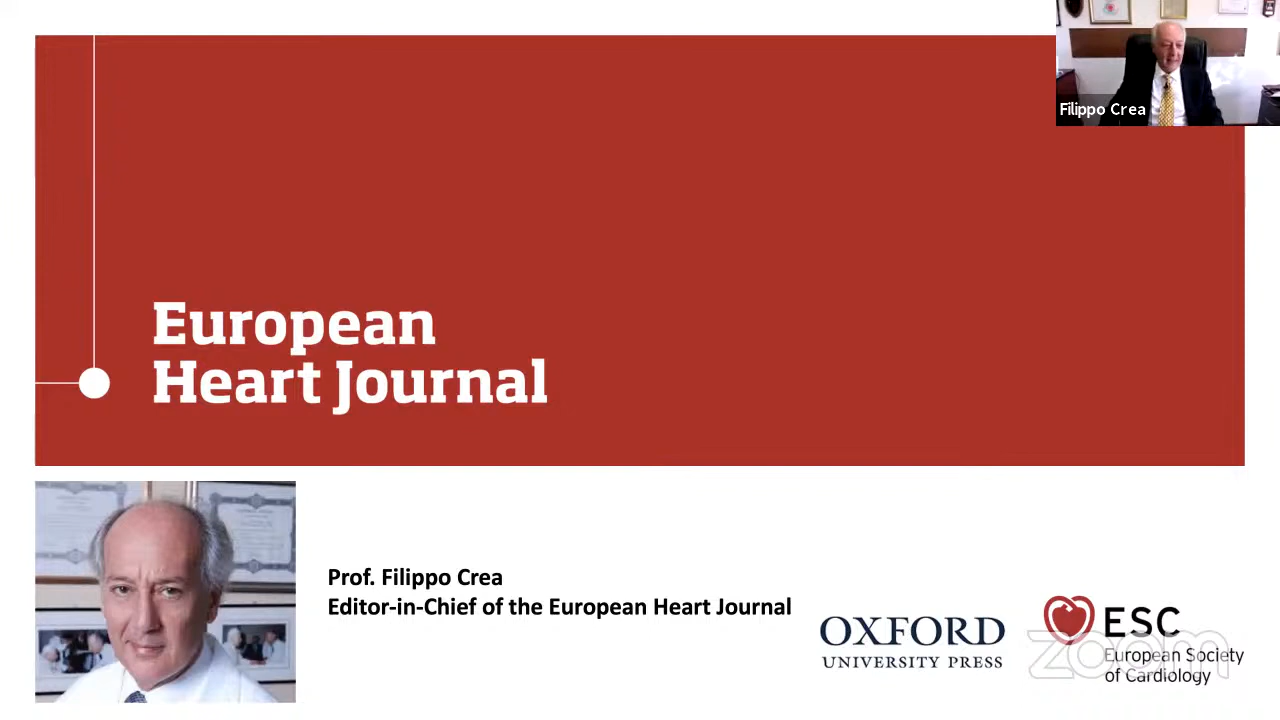 Filippo Crea
European
Heart Journal
Prof. Filippo Crea
Editor-in-Chief of the European Heart Journal
OXFORD
UNIVERSITY PRESS
ESC
European Society
of Cardiology
zoom